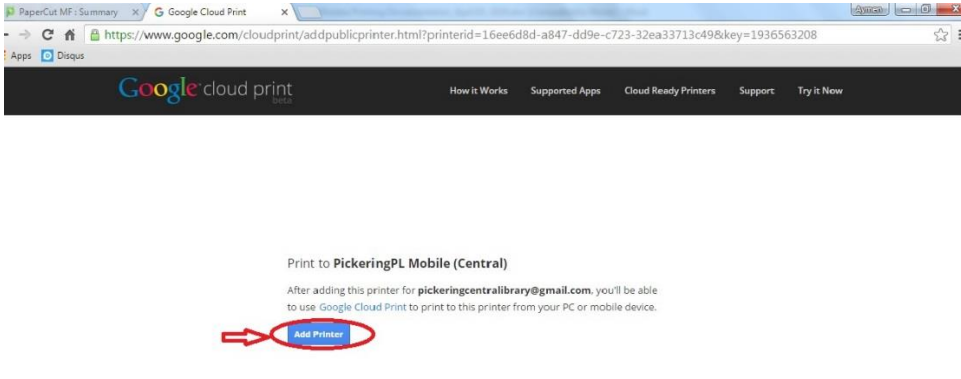 PaperCut MF : Summary
Google Cloud Print
Aymen
https://www.google.com/cloudprint/addpublicprinter.html?printerid=16ee6d8d-a847-dd9e-c723-32ea33713c49&key=1936563208
Apps Disqus
Google cloud print
beta
How it Works Supported Apps Cloud Ready Printers Support Try it Now
Print to PickeringPL Mobile (Central)
After adding this printer for pickeringcentralibrary@gmail.com, you'll be able
to use Google Cloud Print to print to this printer from your PC or mobile device.
Add Printer